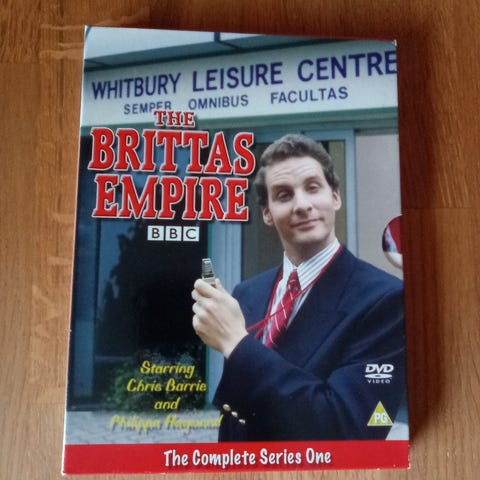 WHITBURY LEISURE CENTRE
SEMPER OMNIBUS FACULTAS
THE
BRITTAS
EMPIRE
BBC
Starring
Chris Barrie
and
Philippa Haywood
DVD
VIDEO
PG
The Complete Series One